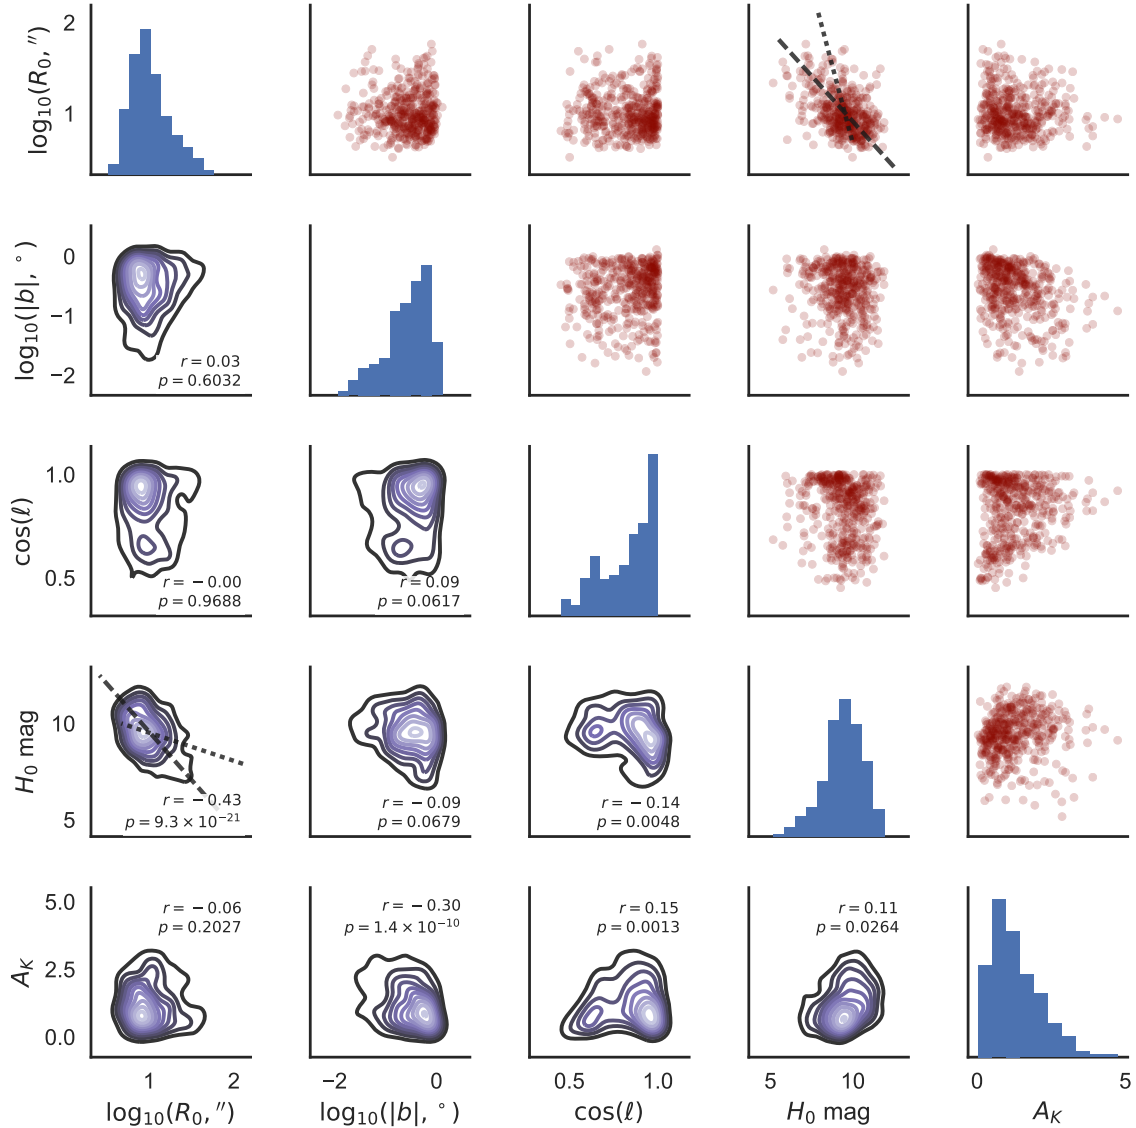 2
1
log₁₀(R₀, ″)
0
−1
−2
log₁₀(|b|, °)
r = 0.03
p = 0.6032
1.0
0.5
cos(ℓ)
r = −0.00
p = 0.9688
r = 0.09
p = 0.0617
10
5
H₀ mag
r = −0.43
p = 9.3 × 10⁻²¹
r = −0.09
p = 0.0679
r = −0.14
p = 0.0048
5.0
2.5
0.0
A_K
r = −0.06
p = 0.2027
r = −0.30
p = 1.4 × 10⁻¹⁰
r = 0.15
p = 0.0013
r = 0.11
p = 0.0264
1 2
−2 0
0.5 1.0
5 10
0 5
log₁₀(R₀, ″)
log₁₀(|b|, °)
cos(ℓ)
H₀ mag
A_K